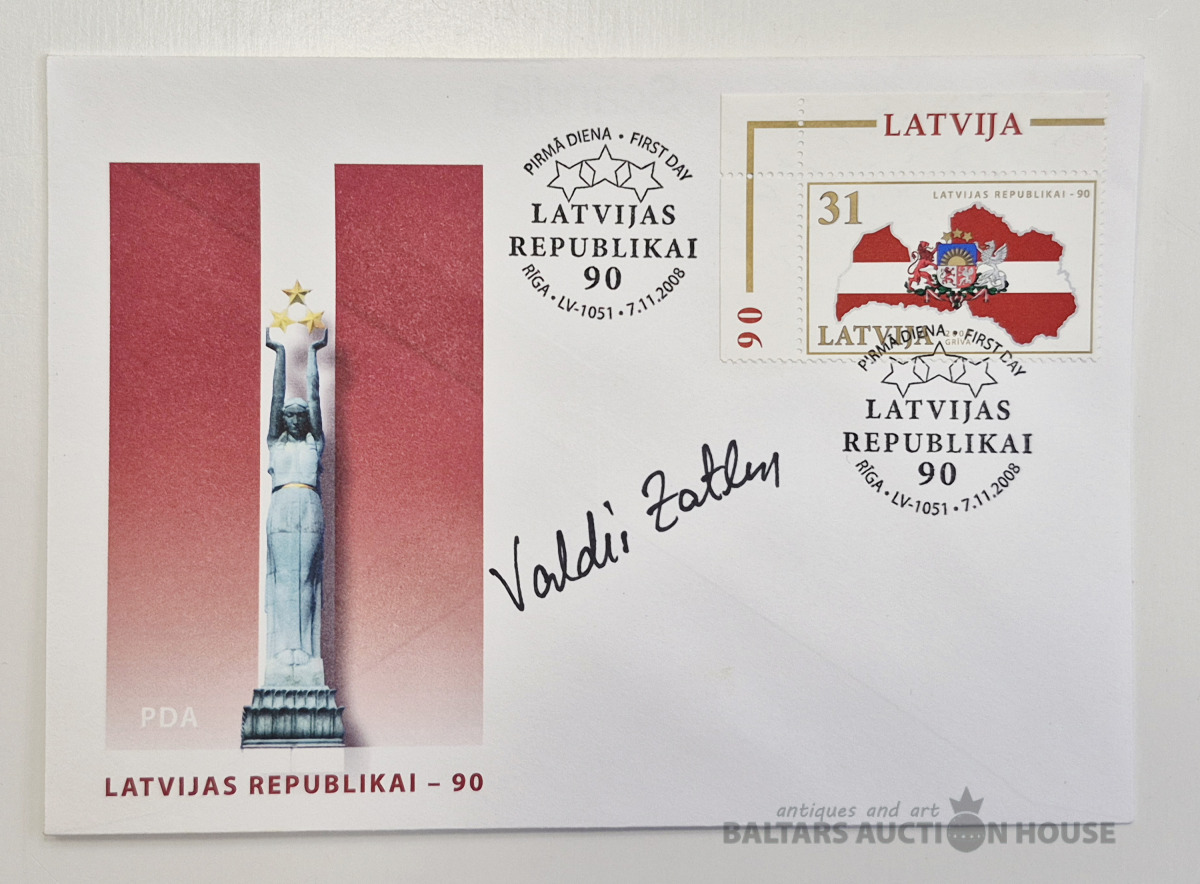 PIRMĀ DIENA • FIRST DAY
LATVIJAS
REPUBLIKAI
90
RĪGA • LV-1051 • 7.11.2008
LATVIJA
90
31
LATVIJAS REPUBLIKAI - 90
LATVIJA
GRĪVA
PIRMĀ DIENA • FIRST DAY
LATVIJAS
REPUBLIKAI
90
RĪGA • LV-1051 • 7.11.2008
Valdis Zatlers
PDA
LATVIJAS REPUBLIKAI – 90
antiques and art
BALTARS AUCTION HOUSE